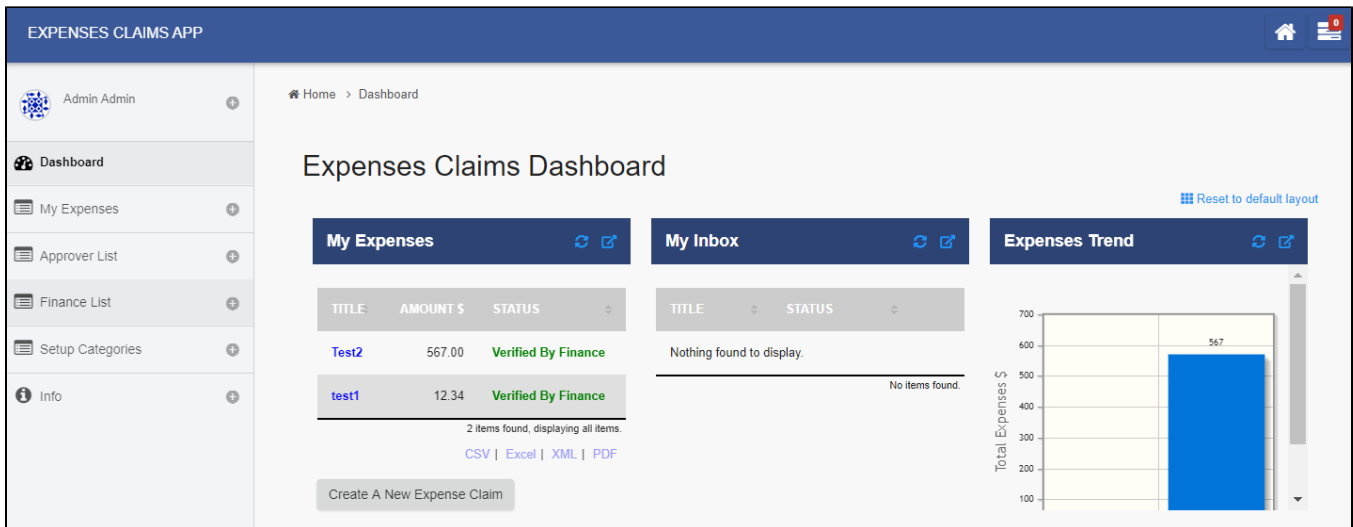 EXPENSES CLAIMS APP
0
Admin Admin
Home > Dashboard
Dashboard
Expenses Claims Dashboard
My Expenses
Reset to default layout
Approver List
Finance List
Setup Categories
Info
My Expenses
TITLE AMOUNT $ STATUS
Test2 567.00 Verified By Finance
test1 12.34 Verified By Finance
2 items found, displaying all items.
CSV | Excel | XML | PDF
Create A New Expense Claim
My Inbox
TITLE STATUS
Nothing found to display.
No items found.
Expenses Trend
Total Expenses $
700
600
500
400
300
200
100
567